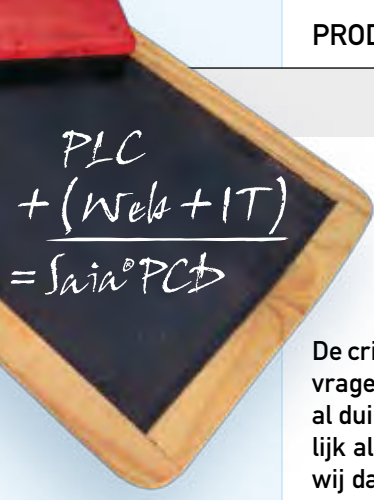 PROD
PLC
+ (Web + IT)
= Saia® PCD
De cri
vrage
al dui
lijk al
wij da